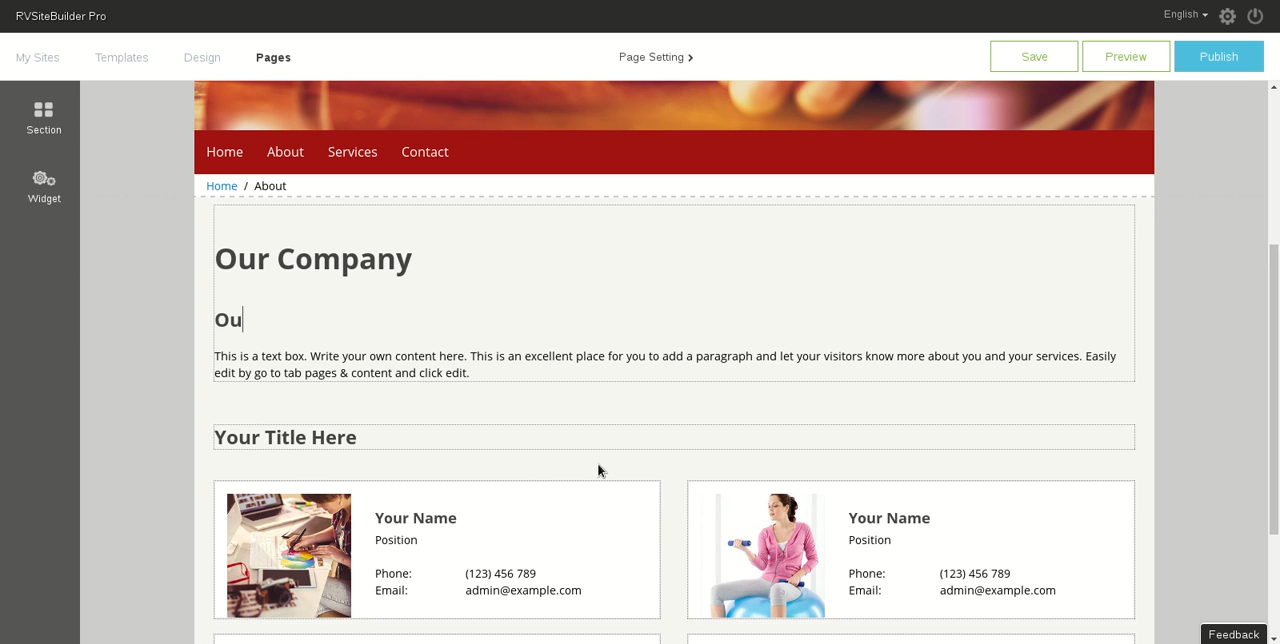 RVSiteBuilder Pro
English
My Sites Templates Design Pages Page Setting Save Preview Publish
Section
Widget
Home About Services Contact
Home / About
Our Company
Ou
This is a text box. Write your own content here. This is an excellent place for you to add a paragraph and let your visitors know more about you and your services. Easily
edit by go to tab pages & content and click edit.
Your Title Here
Your Name
Position
Phone: (123) 456 789
Email: admin@example.com
Your Name
Position
Phone: (123) 456 789
Email: admin@example.com
Feedback